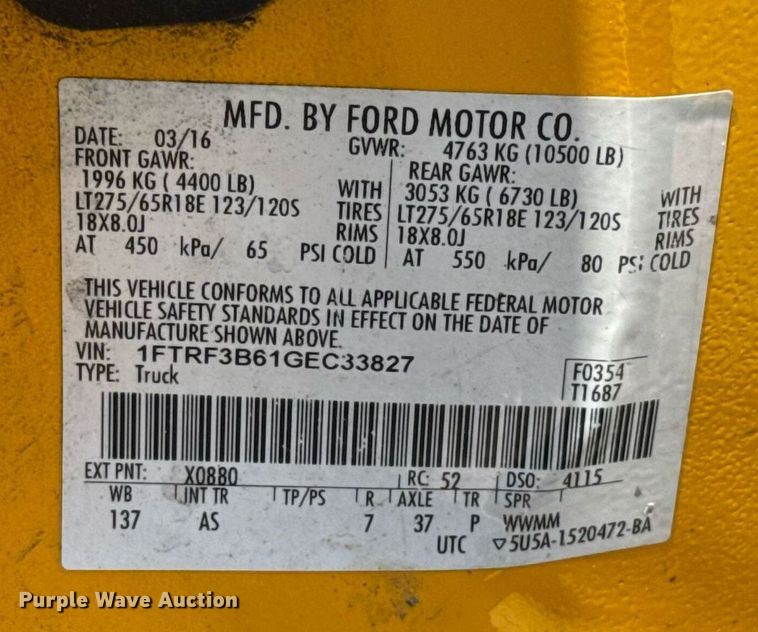 MFD. BY FORD MOTOR CO.
DATE: 03/16 GVWR: 4763 KG (10500 LB)
FRONT GAWR: REAR GAWR:
1996 KG ( 4400 LB) WITH 3053 KG ( 6730 LB) WITH
LT275/65R18E 123/120S TIRES LT275/65R18E 123/120S TIRES
18X8.0J RIMS 18X8.0J RIMS
AT 450 kPa/ 65 PSI COLD AT 550 kPa/ 80 PSI COLD
THIS VEHICLE CONFORMS TO ALL APPLICABLE FEDERAL MOTOR
VEHICLE SAFETY STANDARDS IN EFFECT ON THE DATE OF
MANUFACTURE SHOWN ABOVE.
VIN: 1FTRF3B61GEC33827 F0354
TYPE: Truck T1687
EXT PNT: X0880 RC: 52 DSO: 4115
WB INT TR TP/PS R AXLE TR SPR
137 AS 7 37 P WWMM
UTC ▽5U5A-1520472-BA
Purple Wave Auction